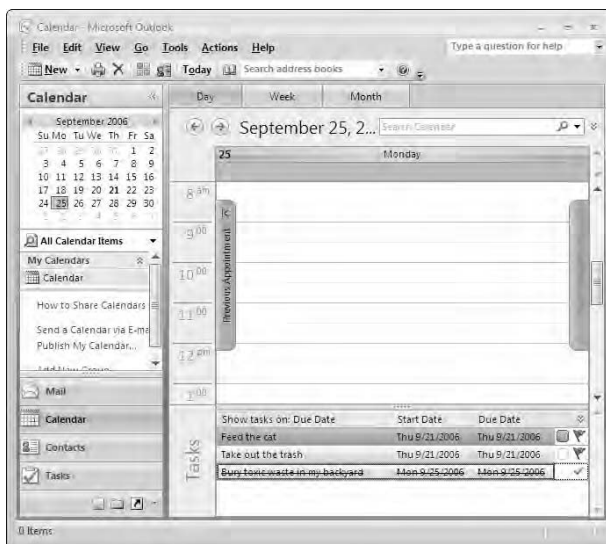 Calendar - Microsoft Outlook
File Edit View Go Tools Actions Help
Type a question for help
New Today Search address books
Calendar
Day Week Month
September 2006
Su Mo Tu We Th Fr Sa
27 28 29 30 31 1 2
3 4 5 6 7 8 9
10 11 12 13 14 15 16
17 18 19 20 21 22 23
24 25 26 27 28 29 30
September 25, 2... Search Calendar
25 Monday
8 am
9 00
10 00
11 00
12 pm
1 00
Previous Appointment
All Calendar Items
My Calendars
Calendar
How to Share Calendars
Send a Calendar via E-ma
Publish My Calendar...
Add New Group
Mail
Calendar
Contacts
Tasks
Tasks
Show tasks on: Due Date Start Date Due Date
Feed the cat Thu 9/21/2006 Thu 9/21/2006
Take out the trash Thu 9/21/2006 Thu 9/21/2006
Bury toxic waste in my backyard Mon 9/25/2006 Mon 9/25/2006
0 Items